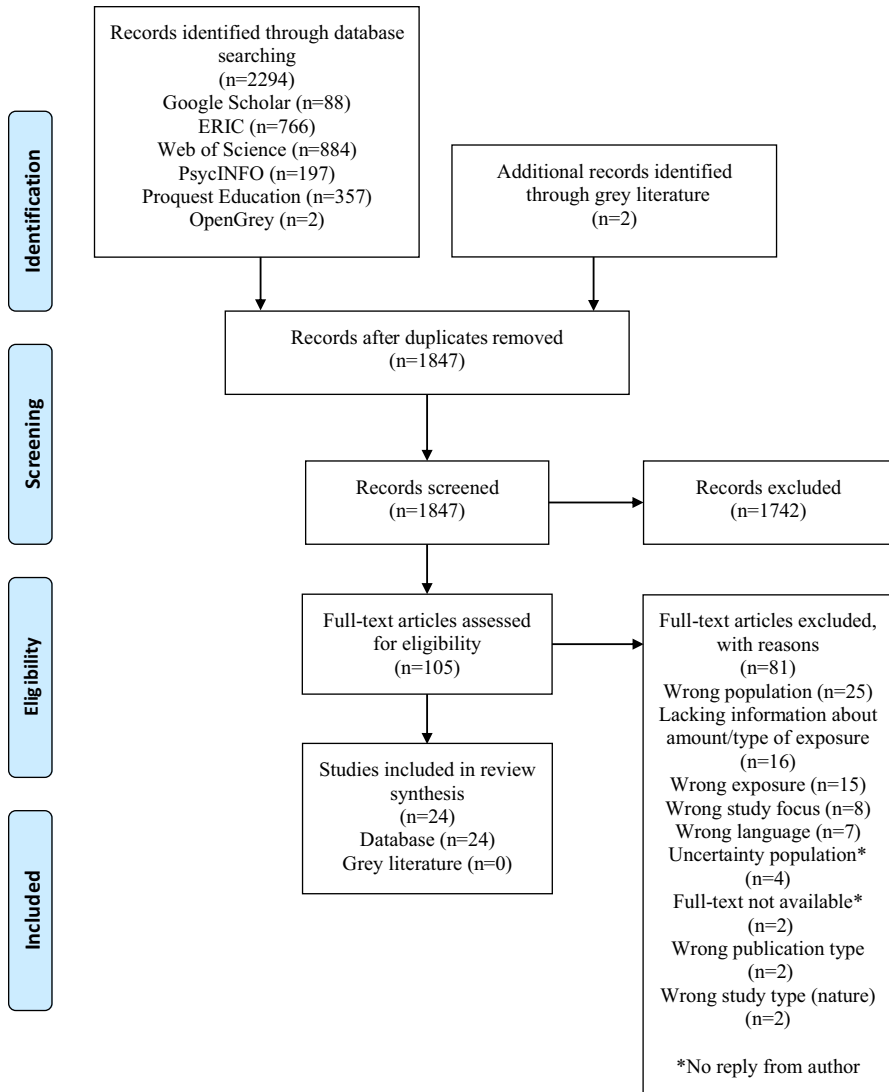 Identification
Records identified through database
searching
(n=2294)
Google Scholar (n=88)
ERIC (n=766)
Web of Science (n=884)
PsycINFO (n=197)
Proquest Education (n=357)
OpenGrey (n=2)
Additional records identified
through grey literature
(n=2)
Records after duplicates removed
(n=1847)
Screening
Records screened
(n=1847)
Records excluded
(n=1742)
Eligibility
Full-text articles assessed
for eligibility
(n=105)
Full-text articles excluded,
with reasons
(n=81)
Wrong population (n=25)
Lacking information about
amount/type of exposure
(n=16)
Wrong exposure (n=15)
Wrong study focus (n=8)
Wrong language (n=7)
Uncertainty population*
(n=4)
Full-text not available*
(n=2)
Wrong publication type
(n=2)
Wrong study type (nature)
(n=2)
*No reply from author
Included
Studies included in review
synthesis
(n=24)
Database (n=24)
Grey literature (n=0)